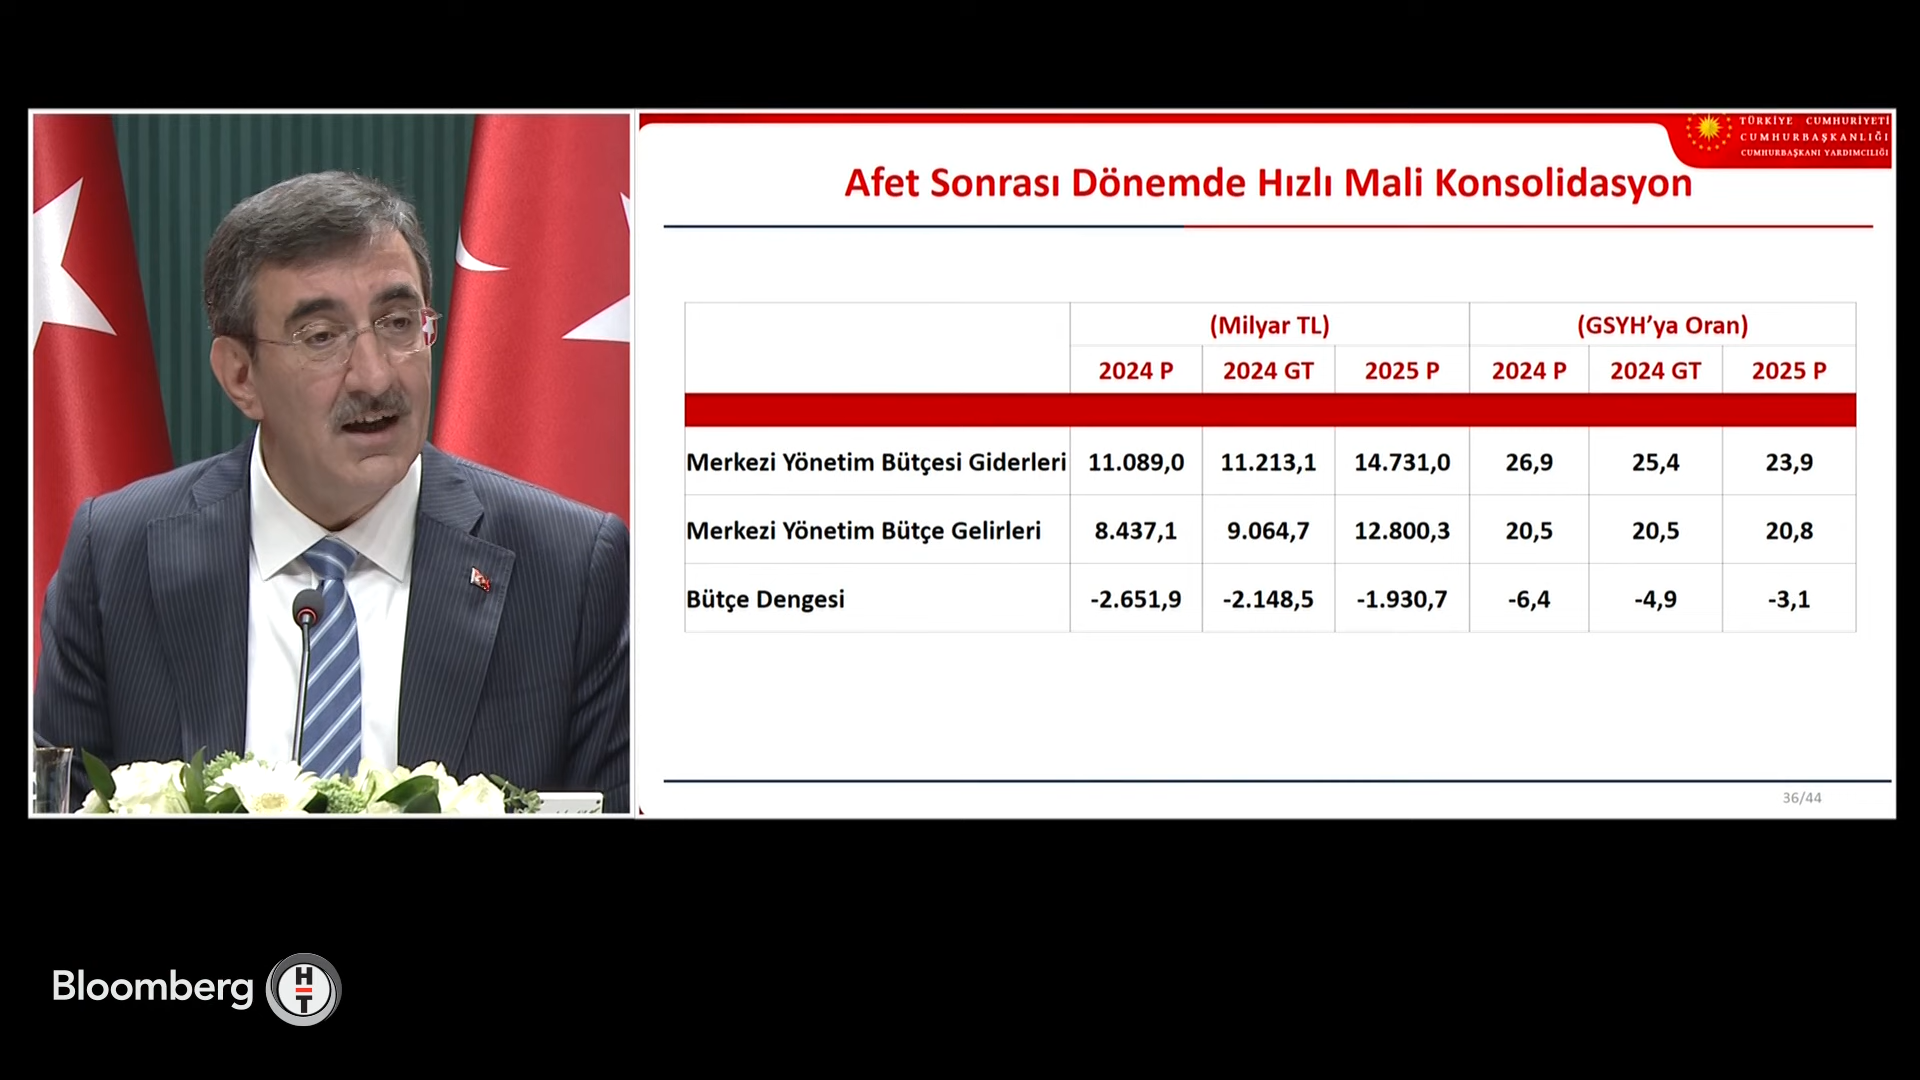 TÜRKİYE CUMHURİYETİ
CUMHURBAŞKANLIĞI
CUMHURBAŞKANI YARDIMCILIĞI
Afet Sonrası Dönemde Hızlı Mali Konsolidasyon
(Milyar TL) (GSYH’ya Oran)
2024 P 2024 GT 2025 P 2024 P 2024 GT 2025 P
Merkezi Yönetim Bütçesi Giderleri 11.089,0 11.213,1 14.731,0 26,9 25,4 23,9
Merkezi Yönetim Bütçe Gelirleri 8.437,1 9.064,7 12.800,3 20,5 20,5 20,8
Bütçe Dengesi -2.651,9 -2.148,5 -1.930,7 -6,4 -4,9 -3,1
36/44
Bloomberg HT